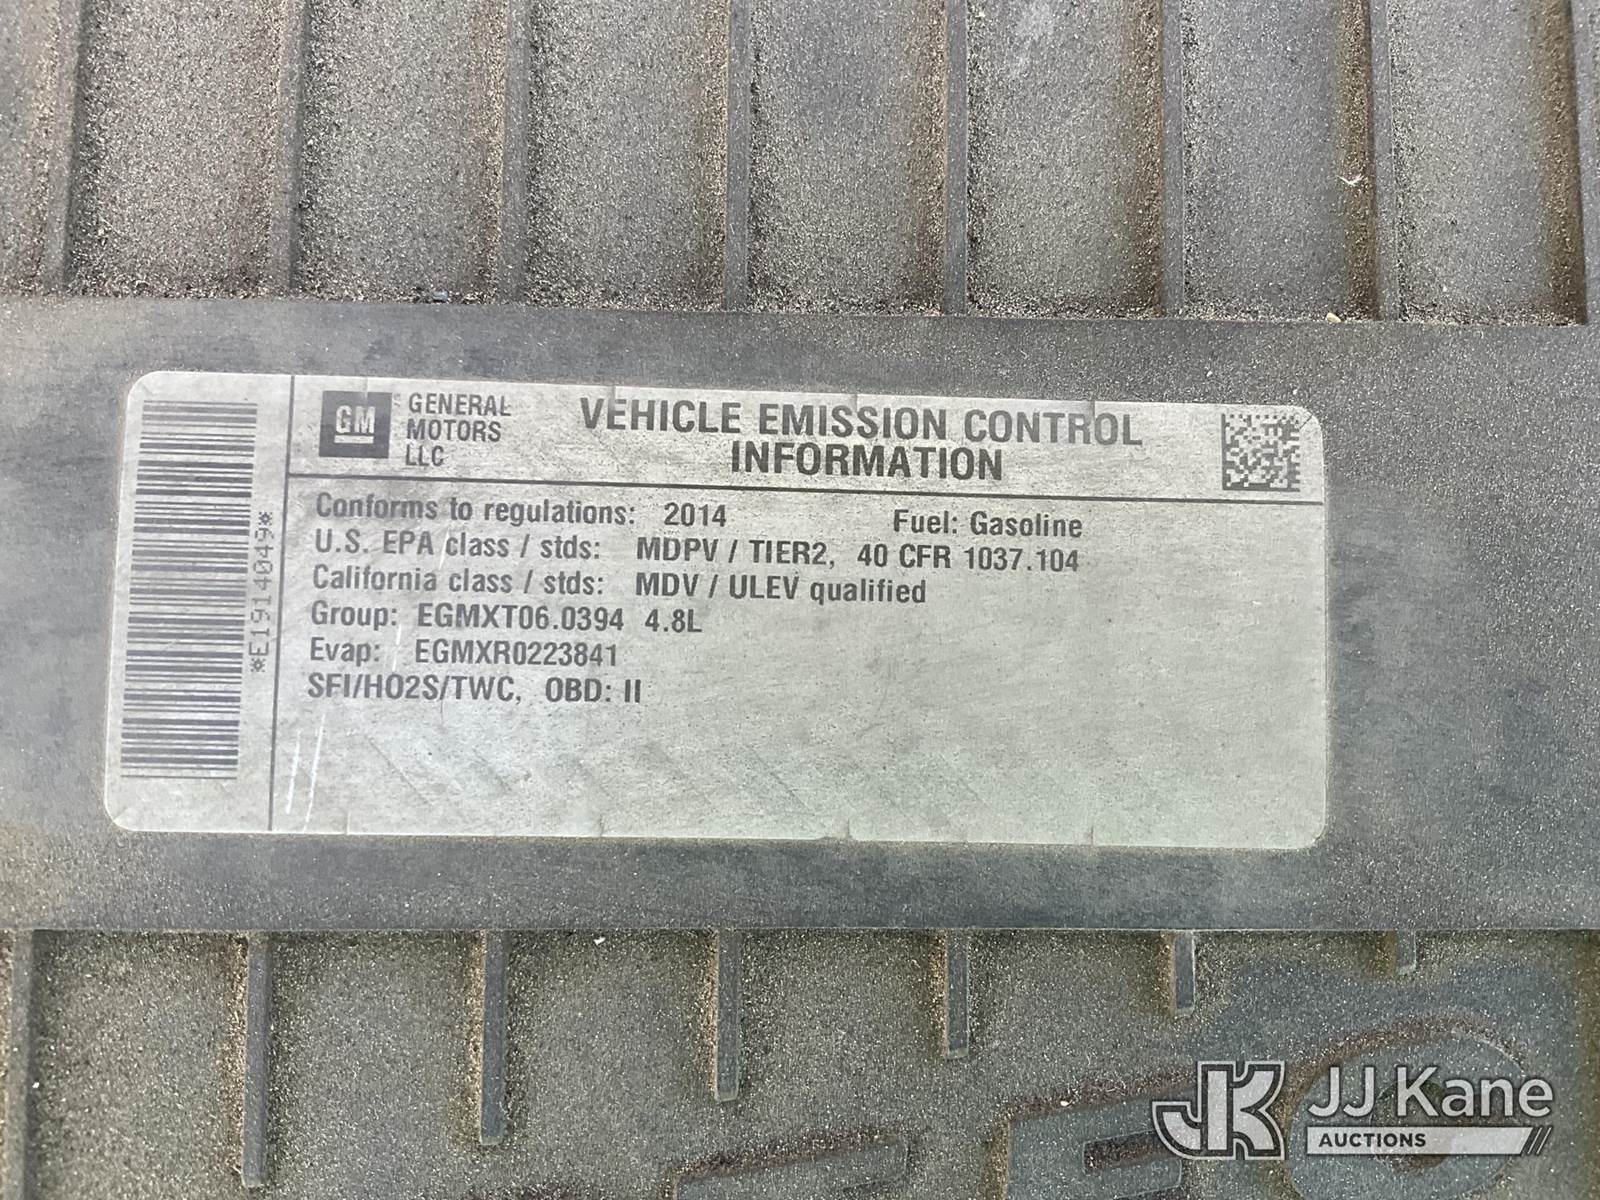 GM
GENERAL
MOTORS
LLC
VEHICLE EMISSION CONTROL
INFORMATION
Conforms to regulations: 2014 Fuel: Gasoline
U.S. EPA class / stds: MDPV / TIER2, 40 CFR 1037.104
California class / stds: MDV / ULEV qualified
Group: EGMXT06.0394 4.8L
Evap: EGMXR0223841
SFI/HO2S/TWC, OBD: II
*E1914049*
JK JJ Kane
AUCTIONS